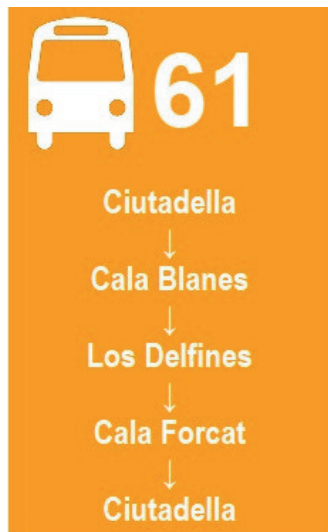 61
Ciutadella
↓
Cala Blanes
↓
Los Delfines
↓
Cala Forcat
↓
Ciutadella